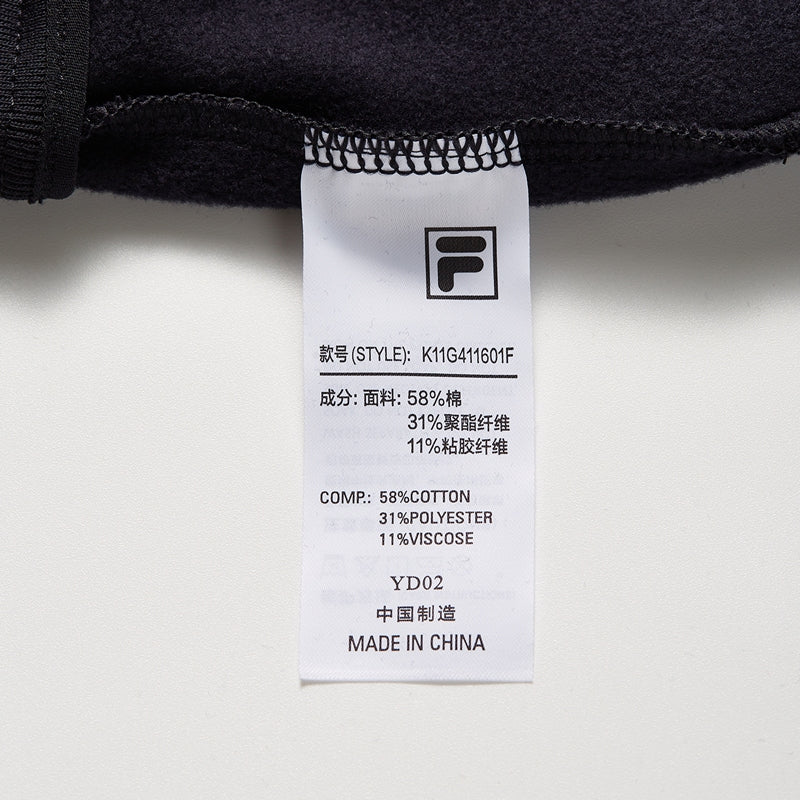 F
款号(STYLE): K11G411601F
成分: 面料: 58%棉
31%聚酯纤维
11%粘胶纤维
COMP.: 58%COTTON
31%POLYESTER
11%VISCOSE
YD02
中国制造
MADE IN CHINA